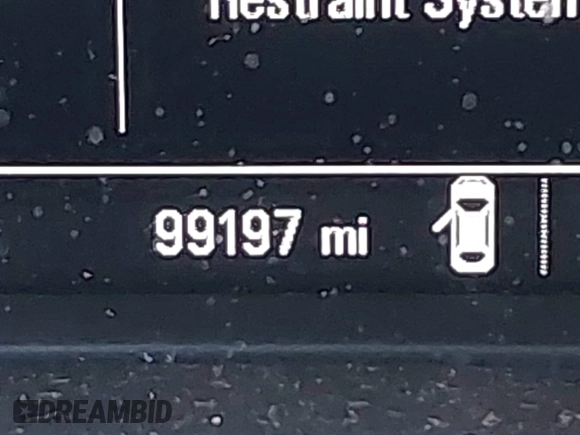 Restraint System
99197 mi
DREAMBID